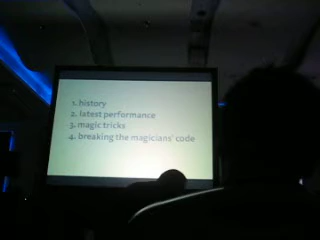 1. history
2. latest performance
3. magic tricks
4. breaking the magicians' code